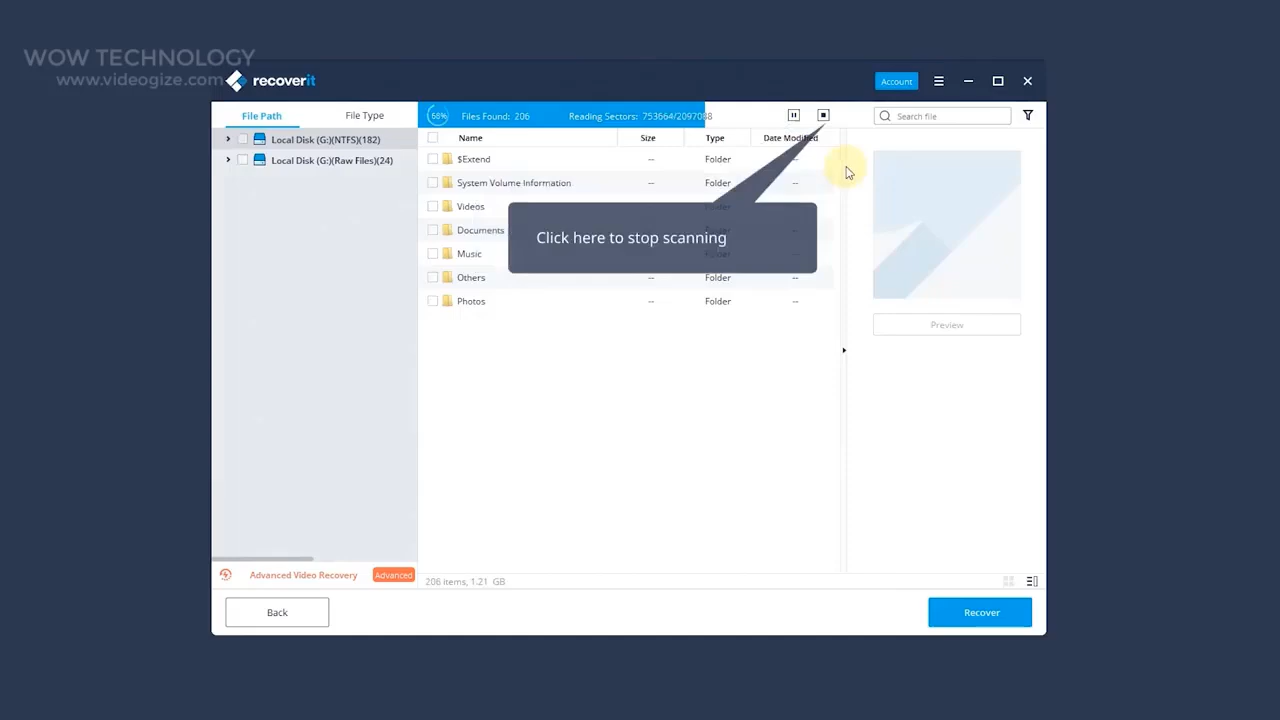 WOW TECHNOLOGY
www.videogize.com
recoverit
Account
File Path
File Type
68%
Files Found: 206
Reading Sectors: 753664/2097088
Search file
Local Disk (G:)(NTFS)(182)
Local Disk (G:)(Raw Files)(24)
Name
Size
Type
Date Modified
$Extend
--
Folder
--
System Volume Information
--
Folder
--
Videos
Folder
Documents
Music
Click here to stop scanning
Others
--
Folder
--
Photos
--
Folder
--
Advanced Video Recovery
Advanced
206 items, 1.21 GB
Preview
Back
Recover